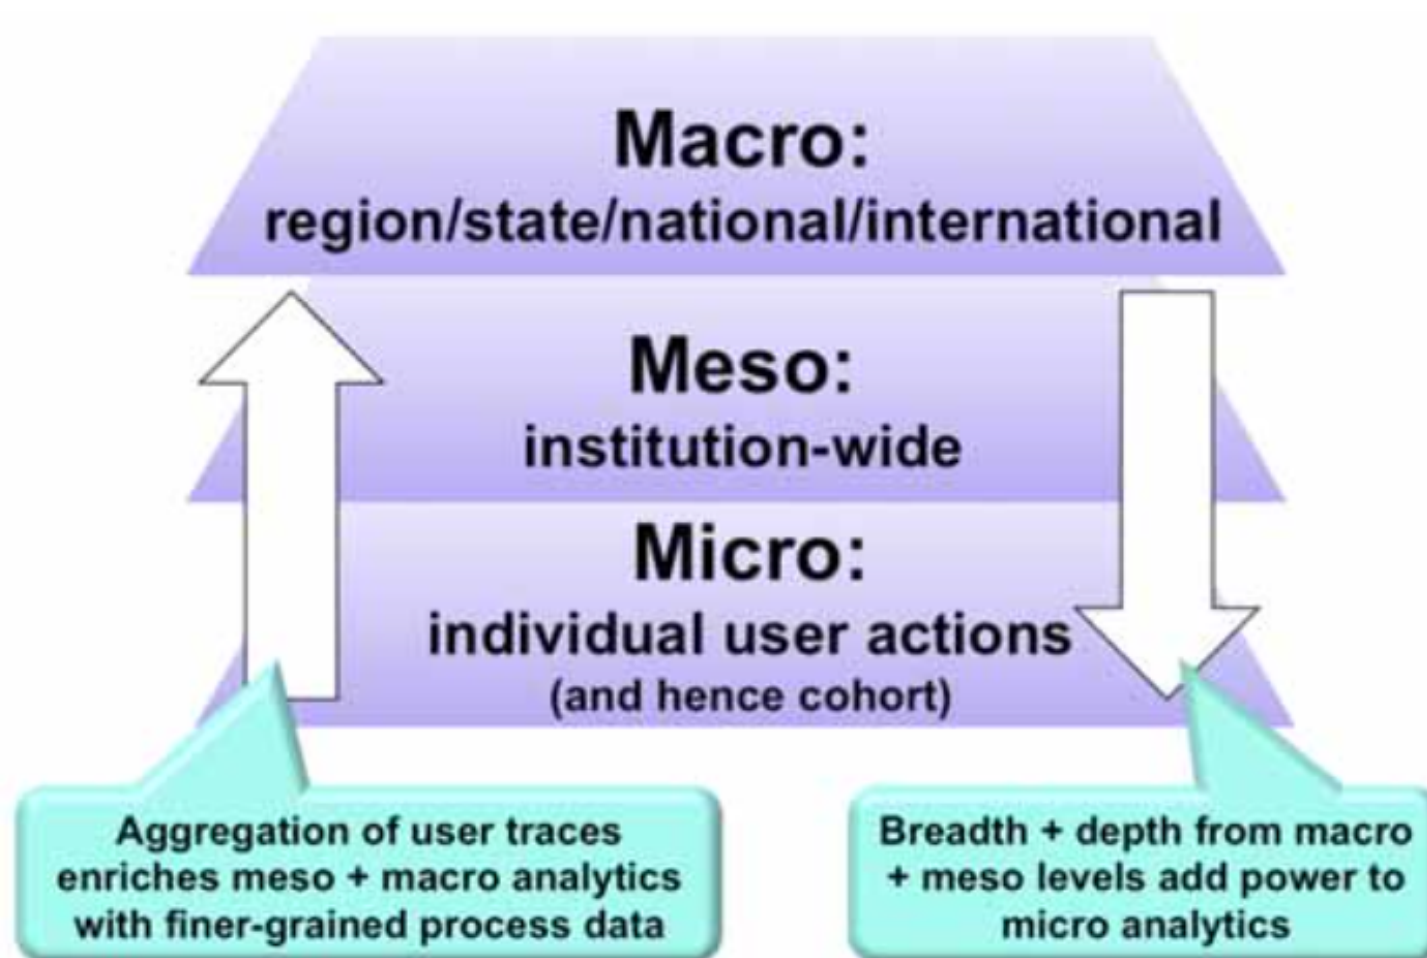 Macro:
region/state/national/international
Meso:
institution-wide
Micro:
individual user actions
(and hence cohort)
Aggregation of user traces
enriches meso + macro analytics
with finer-grained process data
Breadth + depth from macro
+ meso levels add power to
micro analytics